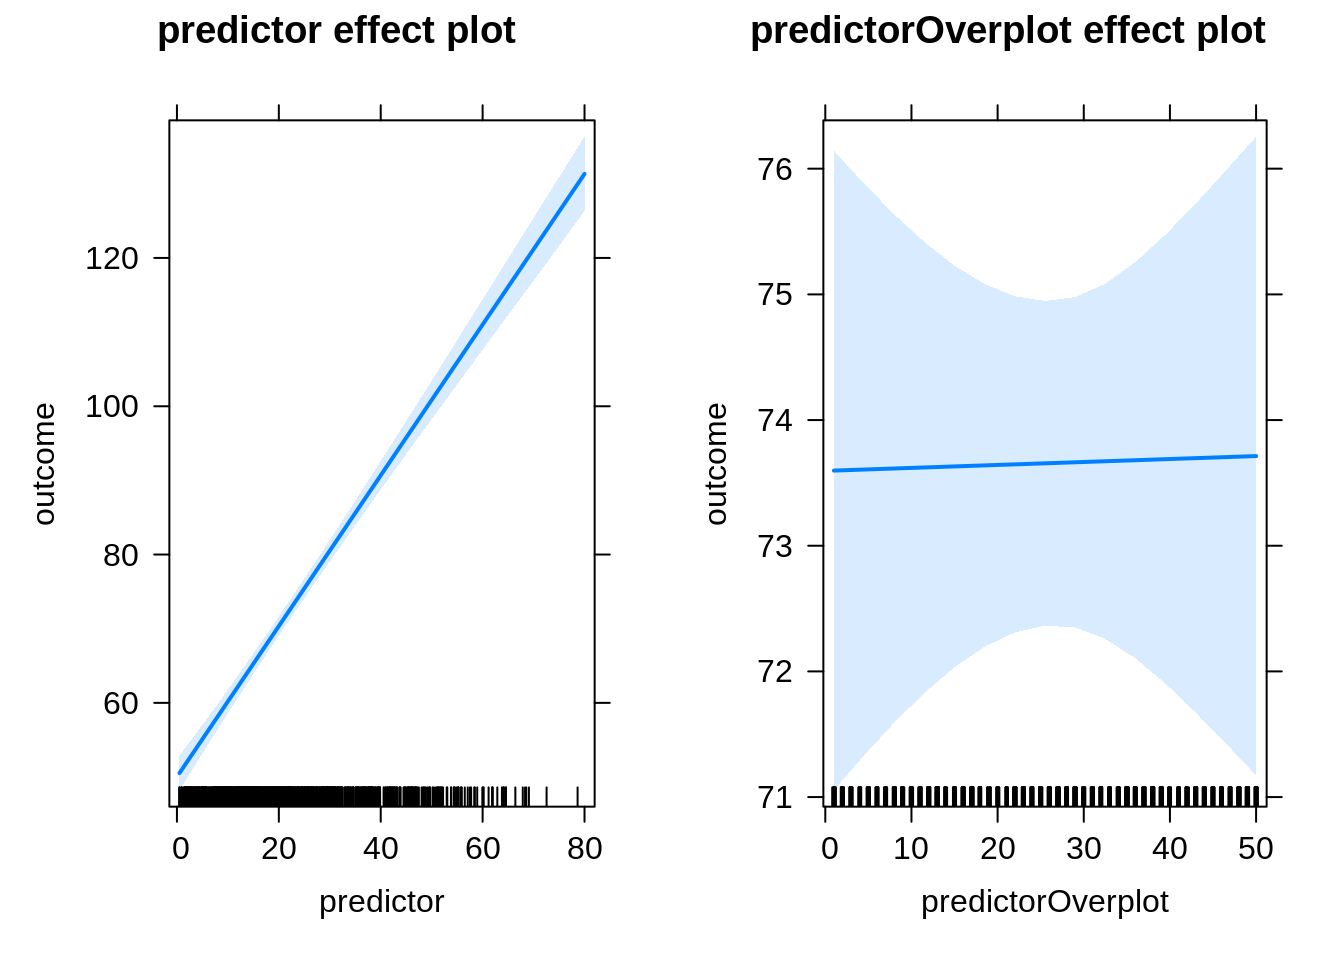 predictor effect plot
120
100
80
60
outcome
0 20 40 60 80
predictor
predictorOverplot effect plot
76
75
74
73
72
71
outcome
0 10 20 30 40 50
predictorOverplot